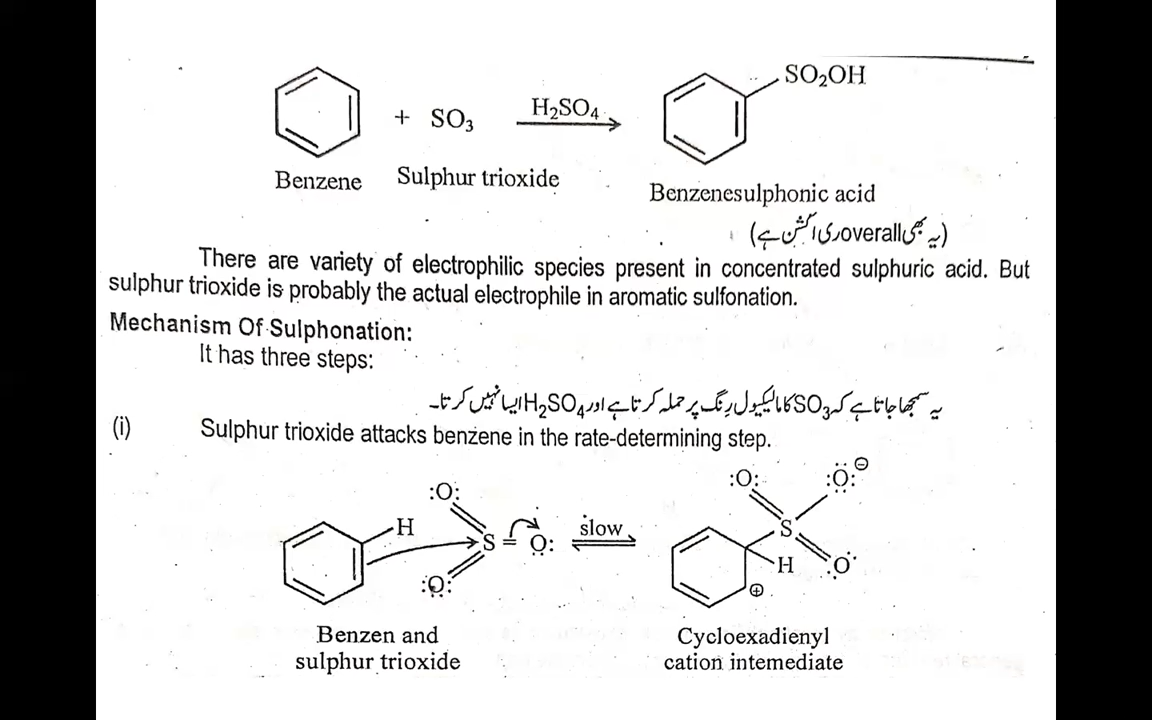 SO₂OH
+ SO₃
H₂SO₄
Benzene
Sulphur trioxide
Benzenesulphonic acid
(یہ بھی overall ری ایکشن ہے)
There are variety of electrophilic species present in concentrated sulphuric acid. But
sulphur trioxide is probably the actual electrophile in aromatic sulfonation.
Mechanism Of Sulphonation:
It has three steps:
یہ سمجھا جاتا ہے کہ SO₃ کا مالیکیول رِنگ پر حملہ کرتا ہے اور H₂SO₄ ایسا نہیں کرتا۔
(i) Sulphur trioxide attacks benzene in the rate-determining step.
:O: :O: ⊖
H S = O: slow S
:O: H O
⊕
Benzen and
sulphur trioxide
Cycloexadienyl
cation intemediate